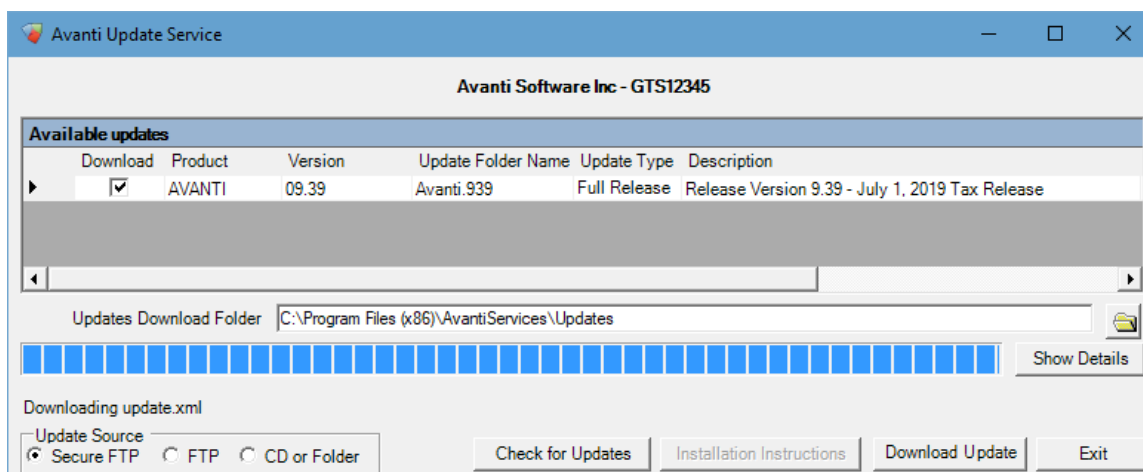 Avanti Update Service
Avanti Software Inc - GTS12345
Available updates
Download Product Version Update Folder Name Update Type Description
AVANTI 09.39 Avanti.939 Full Release Release Version 9.39 - July 1, 2019 Tax Release
Updates Download Folder C:\Program Files (x86)\AvantiServices\Updates
Show Details
Downloading update.xml
Update Source
Secure FTP FTP CD or Folder Check for Updates Installation Instructions Download Update Exit